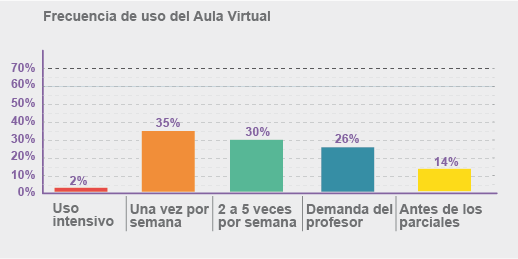 Frecuencia de uso del Aula Virtual
70%
60%
50%
40%
30%
20%
10%
0%
2%
35%
30%
26%
14%
Uso intensivo
Una vez por semana
2 a 5 veces por semana
Demanda del profesor
Antes de los parciales